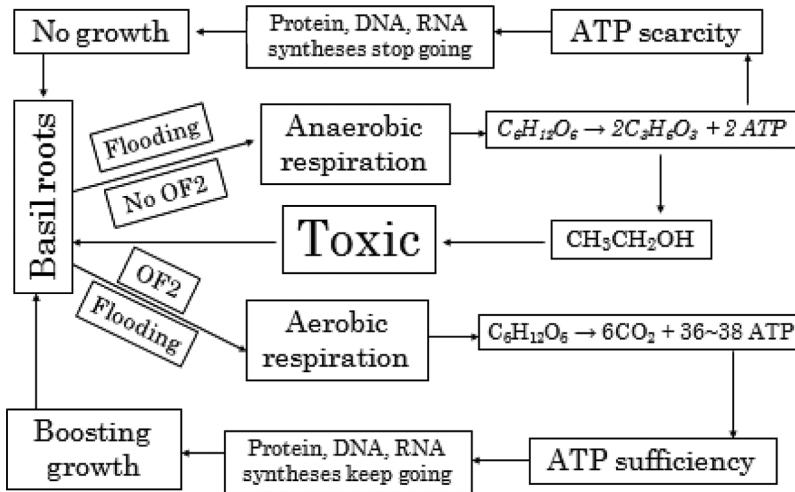 No growth
Protein, DNA, RNA
syntheses stop going
ATP scarcity
Basil roots
Flooding
No OF2
Anaerobic
respiration
C₆H₁₂O₆ → 2C₃H₆O₃ + 2 ATP
Toxic
CH₃CH₂OH
OF2
Flooding
Aerobic
respiration
C₆H₁₂O₆ → 6CO₂ + 36~38 ATP
Boosting
growth
Protein, DNA, RNA
syntheses keep going
ATP sufficiency